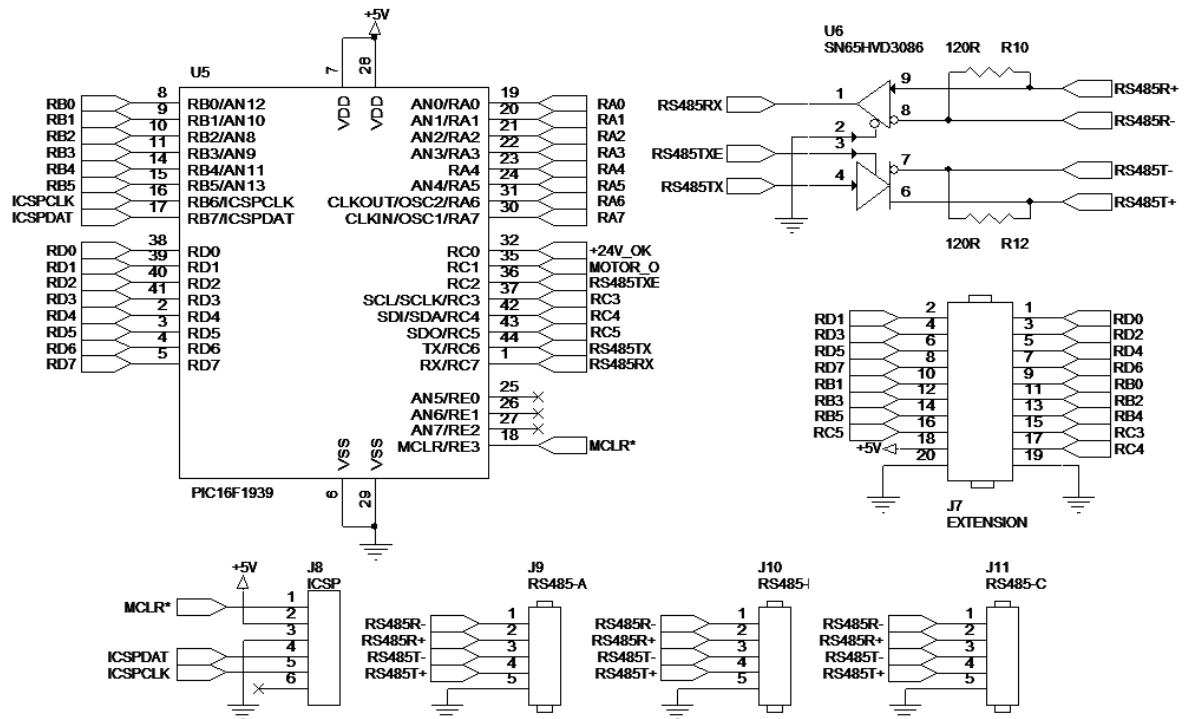 +5V
U5
7
28
VDD
VDD
RB0 8 RB0/AN12
RB1 9 RB1/AN10
RB2 10 RB2/AN8
RB3 11 RB3/AN9
RB4 14 RB4/AN11
RB5 15 RB5/AN13
ICSPCLK 16 RB6/ICSPCLK
ICSPDAT 17 RB7/ICSPDAT
RD0 38 RD0
RD1 39 RD1
RD2 40 RD2
RD3 41 RD3
RD4 2 RD4
RD5 3 RD5
RD6 4 RD6
RD7 5 RD7
AN0/RA0 19 RA0
AN1/RA1 20 RA1
AN2/RA2 21 RA2
AN3/RA3 22 RA3
RA4 23 RA4
AN4/RA5 24 RA5
CLKOUT/OSC2/RA6 31 RA6
CLKIN/OSC1/RA7 30 RA7
RC0 32 +24V_OK
RC1 35 MOTOR_O
RC2 36 RS485TXE
SCL/SCLK/RC3 37 RC3
SDI/SDA/RC4 42 RC4
SDO/RC5 43 RC5
TX/RC6 44 RS485TX
RX/RC7 1 RS485RX
AN5/RE0 25
AN6/RE1 26
AN7/RE2 27
MCLR/RE3 18 MCLR*
VSS
VSS
6
29
PIC16F1939
U6
SN65HVD3086 120R R10
RS485RX 1 9 RS485R+
8 RS485R-
2
RS485TXE 3
7 RS485T-
RS485TX 4
6 RS485T+
120R R12
RD1 2 1 RD0
RD3 4 3 RD2
RD5 6 5 RD4
RD7 8 7 RD6
RB1 10 9 RB0
RB3 12 11 RB2
RB5 14 13 RB4
RC5 16 15 RC3
+5V 18 17 RC4
20 19
J7
EXTENSION
+5V
J8
ICSP
MCLR* 1
2
3
ICSPDAT 4
ICSPCLK 5
6
J9
RS485-A
RS485R- 1
RS485R+ 2
RS485T- 3
RS485T+ 4
5
J10
RS485-
RS485R- 1
RS485R+ 2
RS485T- 3
RS485T+ 4
5
J11
RS485-C
RS485R- 1
RS485R+ 2
RS485T- 3
RS485T+ 4
5